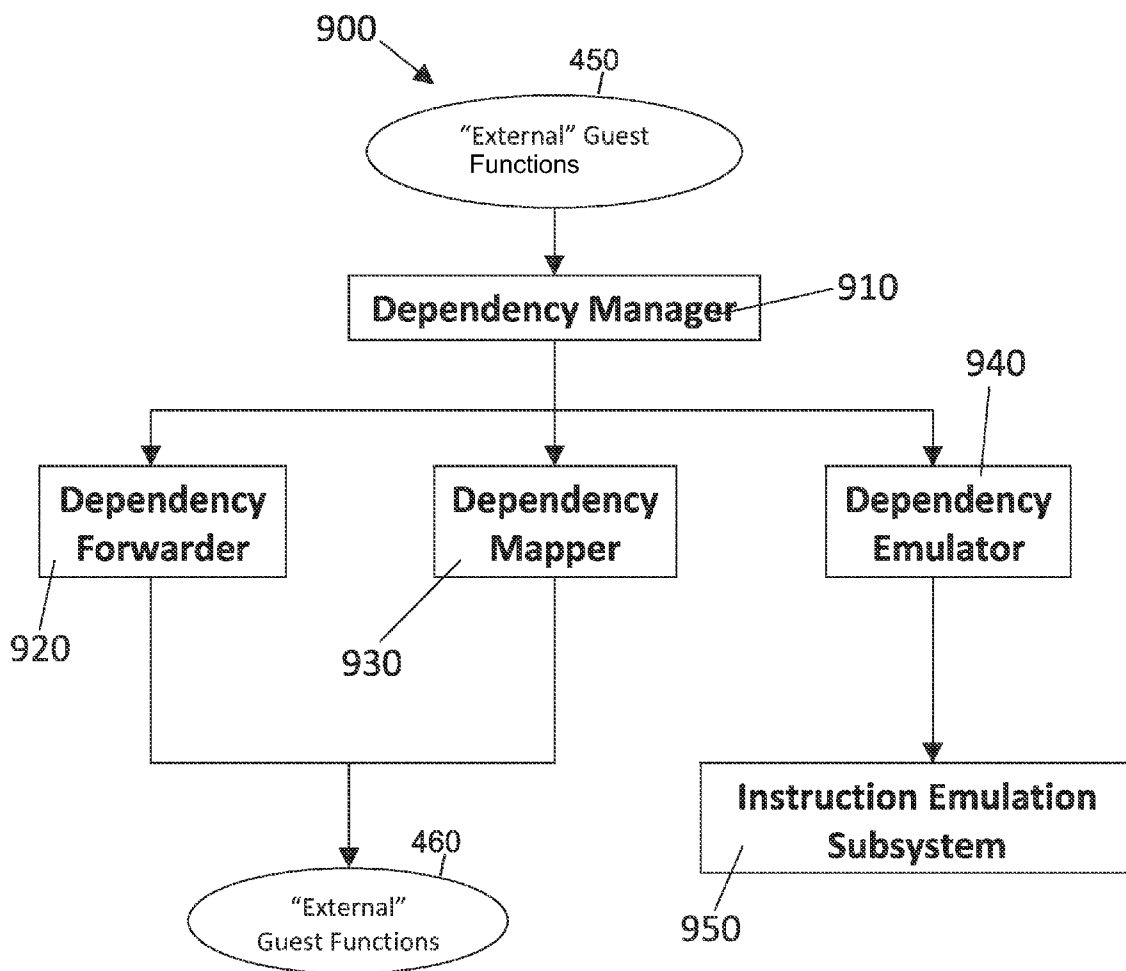 900
450
“External” Guest
Functions
Dependency Manager
910
940
Dependency
Forwarder
Dependency
Mapper
Dependency
Emulator
920
930
Instruction Emulation
Subsystem
460
“External”
Guest Functions
950